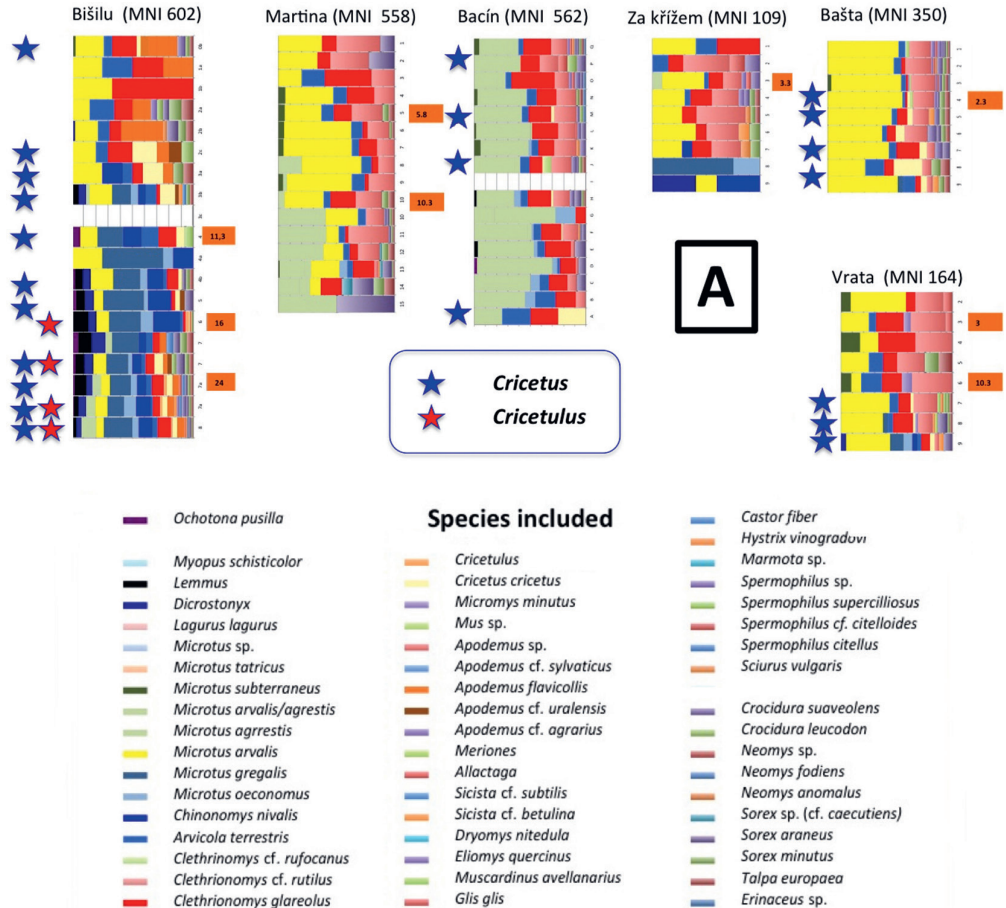 Bišilu (MNI 602)
Martina (MNI 558)
Bacín (MNI 562)
Za křížem (MNI 109)
Bašta (MNI 350)
11,3
16
24
5.8
10.3
3.3
2.3
A
Vrata (MNI 164)
3
10.3
Cricetus
Cricetulus
Species included
Ochotona pusilla
Myopus schisticolor
Lemmus
Dicrostonyx
Lagurus lagurus
Microtus sp.
Microtus tatricus
Microtus subterraneus
Microtus arvalis/agrestis
Microtus agrrestis
Microtus arvalis
Microtus gregalis
Microtus oeconomus
Chinonomys nivalis
Arvicola terrestris
Clethrinomys cf. rufocanus
Clethrionomys cf. rutilus
Clethrionomys glareolus
Cricetulus
Cricetus cricetus
Micromys minutus
Mus sp.
Apodemus sp.
Apodemus cf. sylvaticus
Apodemus flavicollis
Apodemus cf. uralensis
Apodemus cf. agrarius
Meriones
Allactaga
Sicista cf. subtilis
Sicista cf. betulina
Dryomys nitedula
Eliomys quercinus
Muscardinus avellanarius
Glis glis
Castor fiber
Hystrix vinogradovi
Marmota sp.
Spermophilus sp.
Spermophilus supercilliosus
Spermophilus cf. citelloides
Spermophilus citellus
Sciurus vulgaris
Crocidura suaveolens
Crocidura leucodon
Neomys sp.
Neomys fodiens
Neomys anomalus
Sorex sp. (cf. caecutiens)
Sorex araneus
Sorex minutus
Talpa europaea
Erinaceus sp.